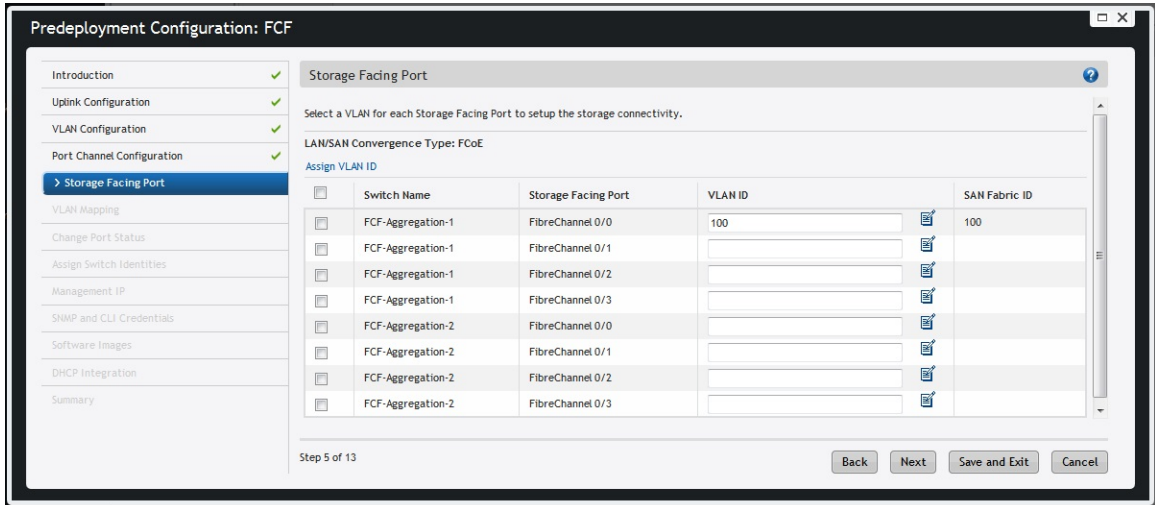 Predeployment Configuration: FCF
Introduction
Uplink Configuration
VLAN Configuration
Port Channel Configuration
> Storage Facing Port
VLAN Mapping
Change Port Status
Assign Switch Identities
Management IP
SNMP and CLI Credentials
Software Images
DHCP Integration
Summary
Storage Facing Port
?
Select a VLAN for each Storage Facing Port to setup the storage connectivity.
LAN/SAN Convergence Type: FCoE
Assign VLAN ID
Switch Name Storage Facing Port VLAN ID SAN Fabric ID
FCF-Aggregation-1 FibreChannel 0/0 100 100
FCF-Aggregation-1 FibreChannel 0/1
FCF-Aggregation-1 FibreChannel 0/2
FCF-Aggregation-1 FibreChannel 0/3
FCF-Aggregation-2 FibreChannel 0/0
FCF-Aggregation-2 FibreChannel 0/1
FCF-Aggregation-2 FibreChannel 0/2
FCF-Aggregation-2 FibreChannel 0/3
Step 5 of 13
Back Next Save and Exit Cancel